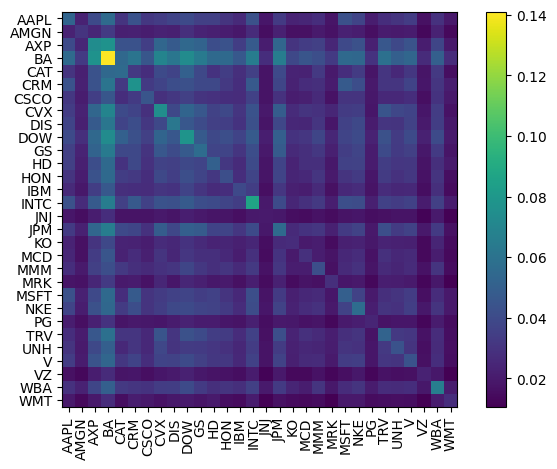 AAPL
AMGN
AXP
BA
CAT
CRM
CSCO
CVX
DIS
DOW
GS
HD
HON
IBM
INTC
JNJ
JPM
KO
MCD
MMM
MRK
MSFT
NKE
PG
TRV
UNH
V
VZ
WBA
WMT
AAPL AMGN AXP BA CAT CRM CSCO CVX DIS DOW GS HD HON IBM INTC JNJ JPM KO MCD MMM MRK MSFT NKE PG TRV UNH V VZ WBA WMT
0.14
0.12
0.10
0.08
0.06
0.04
0.02